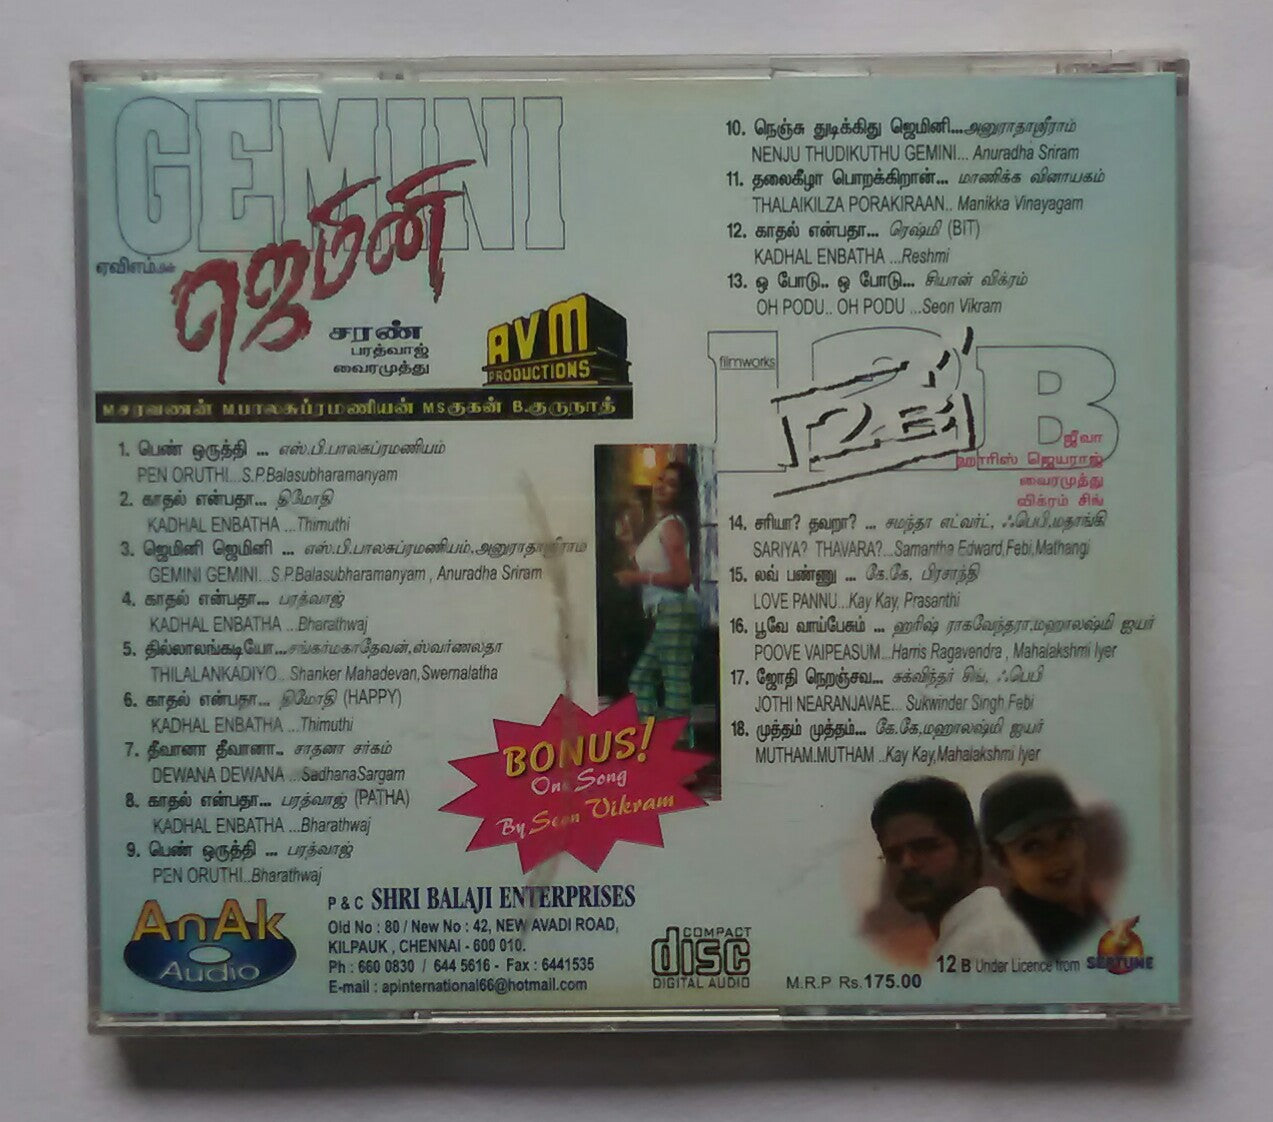 GEMINI
ஏவிஎம்.மின்
ஜெமினி
சரண்
பரத்வாஜ்
வைரமுத்து
AVM
PRODUCTIONS
M.சரவணன் M.பாலசுப்ரமணியன் MS.குகன் B.குருநாத்
1. பெண் ஒருத்தி ... எஸ்.பி.பாலசுப்ரமணியம்
PEN ORUTHI...S.P.Balasubharamanyam
2. காதல் என்பதா... திமோதி
KADHAL ENBATHA ...Thimuthi
3. ஜெமினி ஜெமினி ... எஸ்.பி.பாலசுப்ரமணியம்,அனுராதாஸ்ரீராம்
GEMINI GEMINI...S.P.Balasubharamanyam , Anuradha Sriram
4. காதல் என்பதா... பரத்வாஜ்
KADHAL ENBATHA ...Bharathwaj
5. தில்லாலங்கடியோ...சங்கர்மகாதேவன்,ஸ்வர்ணலதா
THILALANKADIYO.. Shanker Mahadevan,Swernalatha
6. காதல் என்பதா... திமோதி (HAPPY)
KADHAL ENBATHA ...Thimuthi
7. தீவானா தீவானா.. சாதனா சர்கம்
DEWANA DEWANA ...SadhanaSargam
8. காதல் என்பதா... பரத்வாஜ் (PATHA)
KADHAL ENBATHA ...Bharathwaj
9. பெண் ஒருத்தி ... பரத்வாஜ்
PEN ORUTHI..Bharathwaj
BONUS!
One Song
By Seon Vikram
10. நெஞ்சு துடிக்கிது ஜெமினி...அனுராதாஸ்ரீராம்
NENJU THUDIKUTHU GEMINI... Anuradha Sriram
11. தலைகீழா பொறக்கிறான்... மாணிக்க வினாயகம்
THALAIKILZA PORAKIRAAN.. Manikka Vinayagam
12. காதல் என்பதா... ரெஷ்மி (BIT)
KADHAL ENBATHA ...Reshmi
13. ஒ போடு.. ஒ போடு... சியான் விக்ரம்
OH PODU.. OH PODU ...Seon Vikram
12B
filmworks
12.பி
ஜீவா
ஹாரிஸ் ஜெயராஜ்
வைரமுத்து
விக்ரம் சிங்
14. சரியா? தவறா? ... சமந்தா எட்வர்ட், ஃபெபி,மதாங்கி
SARIYA? THAVARA?...Samantha Edward,Febi,Mathangi
15. லவ் பண்ணு ... கே.கே, பிரசாந்தி
LOVE PANNU...Kay Kay, Prasanthi
16. பூவே வாய்பேசும் ... ஹரிஷ் ராகவேந்தரா,மஹாலஷ்மி ஐயர்
POOVE VAIPEASUM...Harris Ragavendra , Mahalakshmi Iyer
17. ஜோதி நெறஞ்சவ... சுக்விந்தர் சிங், ஃபெபி
JOTHI NEARANJAVAE... Sukwinder Singh,Febi
18. முத்தம் முத்தம்... கே.கே,மஹாலஷ்மி ஐயர்
MUTHAM.MUTHAM ..Kay Kay,Mahalakshmi Iyer
AnAk
Audio
P & C SHRI BALAJI ENTERPRISES
Old No : 80 / New No : 42, NEW AVADI ROAD,
KILPAUK , CHENNAI - 600 010.
Ph : 660 0830 / 644 5616 - Fax : 6441535
E-mail : apinternational66@hotmail.com
COMPACT
disc
DIGITAL AUDIO
M.R.P Rs.175.00
12 B Under Licence from SEPTUNE